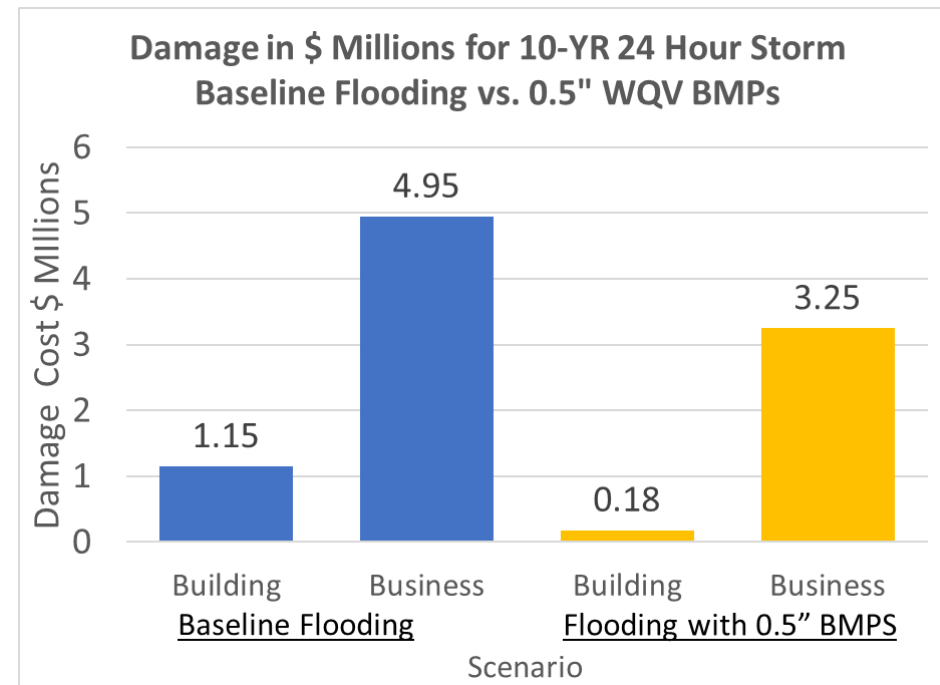 Damage in $ Millions for 10-YR 24 Hour Storm
Baseline Flooding vs. 0.5" WQV BMPs
Damage Cost $ MIllions
6
5
4
3
2
1
0
1.15
4.95
0.18
3.25
Building Business Building Business
Baseline Flooding Flooding with 0.5” BMPS
Scenario